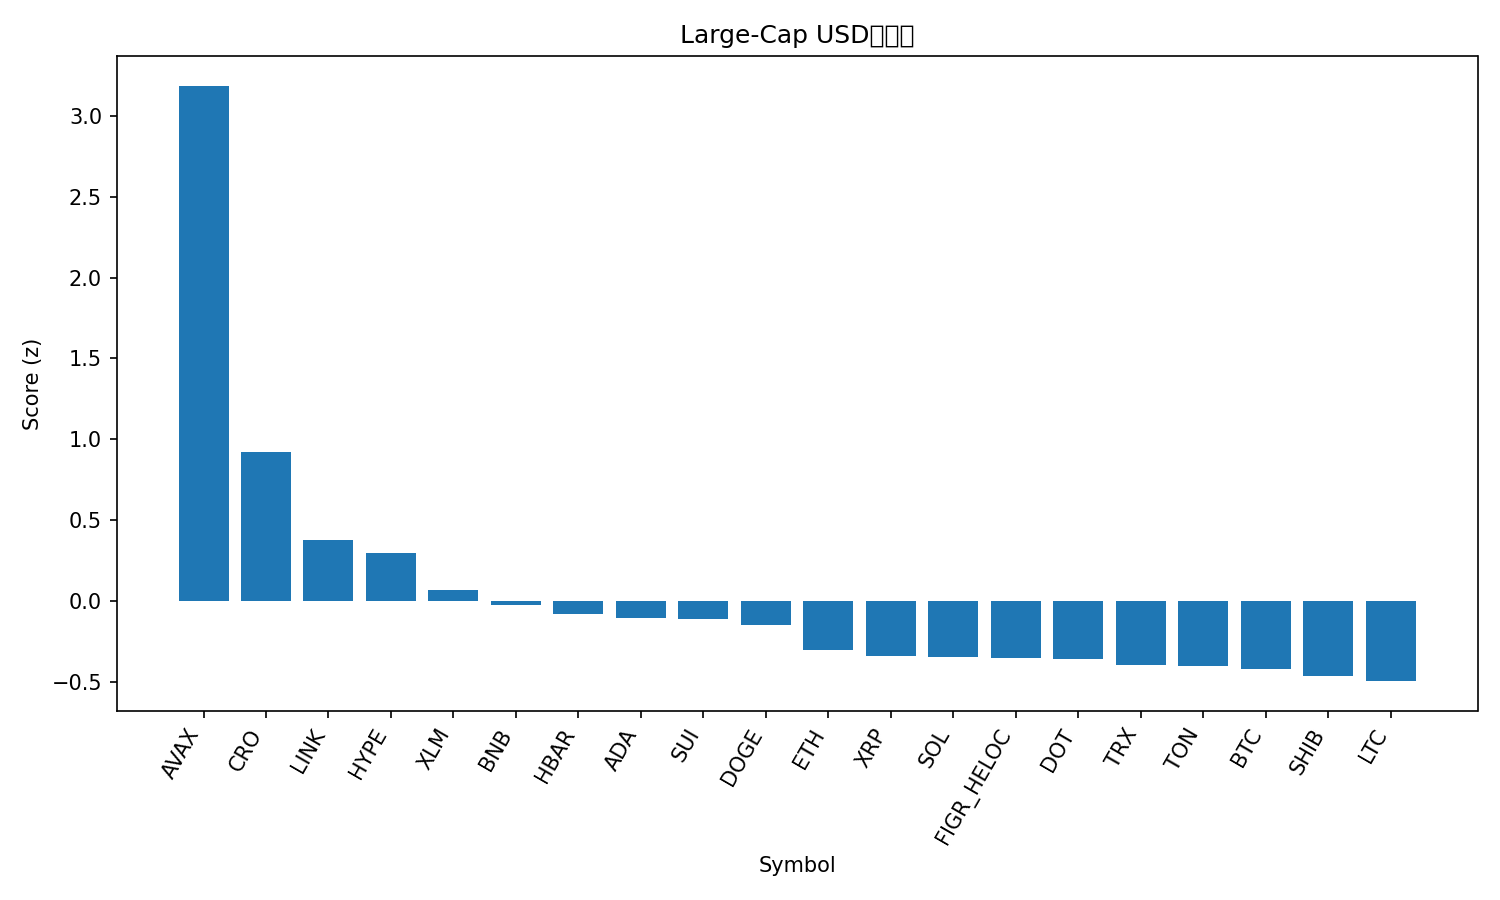 Large-Cap USD
3.0
2.5
2.0
1.5
1.0
0.5
0.0
−0.5
Score (z)
AVAX
CRO
LINK
HYPE
XLM
BNB
HBAR
ADA
SUI
DOGE
ETH
XRP
SOL
FIGR_HELOC
DOT
TRX
TON
BTC
SHIB
LTC
Symbol